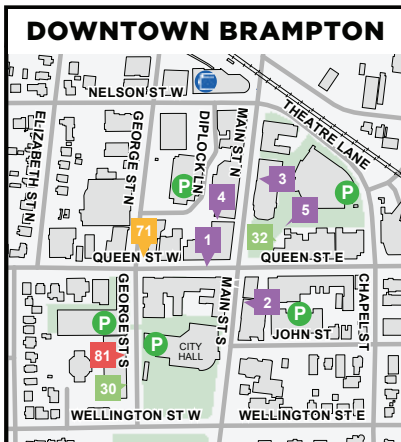 DOWNTOWN BRAMPTON
NELSON ST W
THEATRE LANE
ELIZABETH ST N
GEORGE ST N
DIPLOCK LN
MAIN ST N
P
3
P
4
5
71
1
32
QUEEN ST W
QUEEN ST E
GEORGE ST S
MAIN ST S
2
CHAPEL ST
P
P
JOHN ST
P
CITY
HALL
81
30
WELLINGTON ST W
WELLINGTON ST E